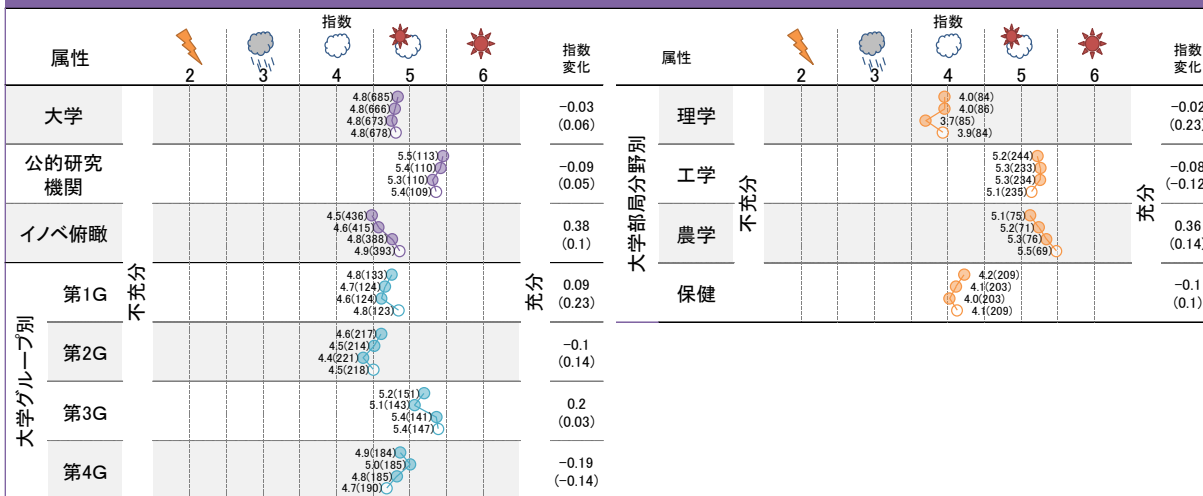 指数
属性
2 3 4 5 6
指数
変化
大学
4.8(685)
4.8(666)
4.8(673)
4.8(678)
-0.03
(0.06)
公的研究
機関
5.5(113)
5.4(110)
5.3(110)
5.4(109)
-0.09
(0.05)
イノベ俯瞰
4.5(436)
4.6(415)
4.8(388)
4.9(393)
0.38
(0.1)
大学グループ別
不充分
充分
第1G
4.8(133)
4.7(124)
4.6(124)
4.8(123)
0.09
(0.23)
第2G
4.6(217)
4.5(214)
4.4(221)
4.5(218)
-0.1
(0.14)
第3G
5.2(151)
5.1(143)
5.4(141)
5.4(147)
0.2
(0.03)
第4G
4.9(184)
5.0(185)
4.8(185)
4.7(190)
-0.19
(-0.14)
指数
属性
2 3 4 5 6
指数
変化
大学部局分野別
不充分
充分
理学
4.0(84)
4.0(86)
3.7(85)
3.9(84)
-0.02
(0.23)
工学
5.2(244)
5.3(233)
5.3(234)
5.1(235)
-0.08
(-0.12)
農学
5.1(75)
5.2(71)
5.3(76)
5.5(69)
0.36
(0.14)
保健
4.2(209)
4.1(203)
4.0(203)
4.1(209)
-0.1
(0.1)